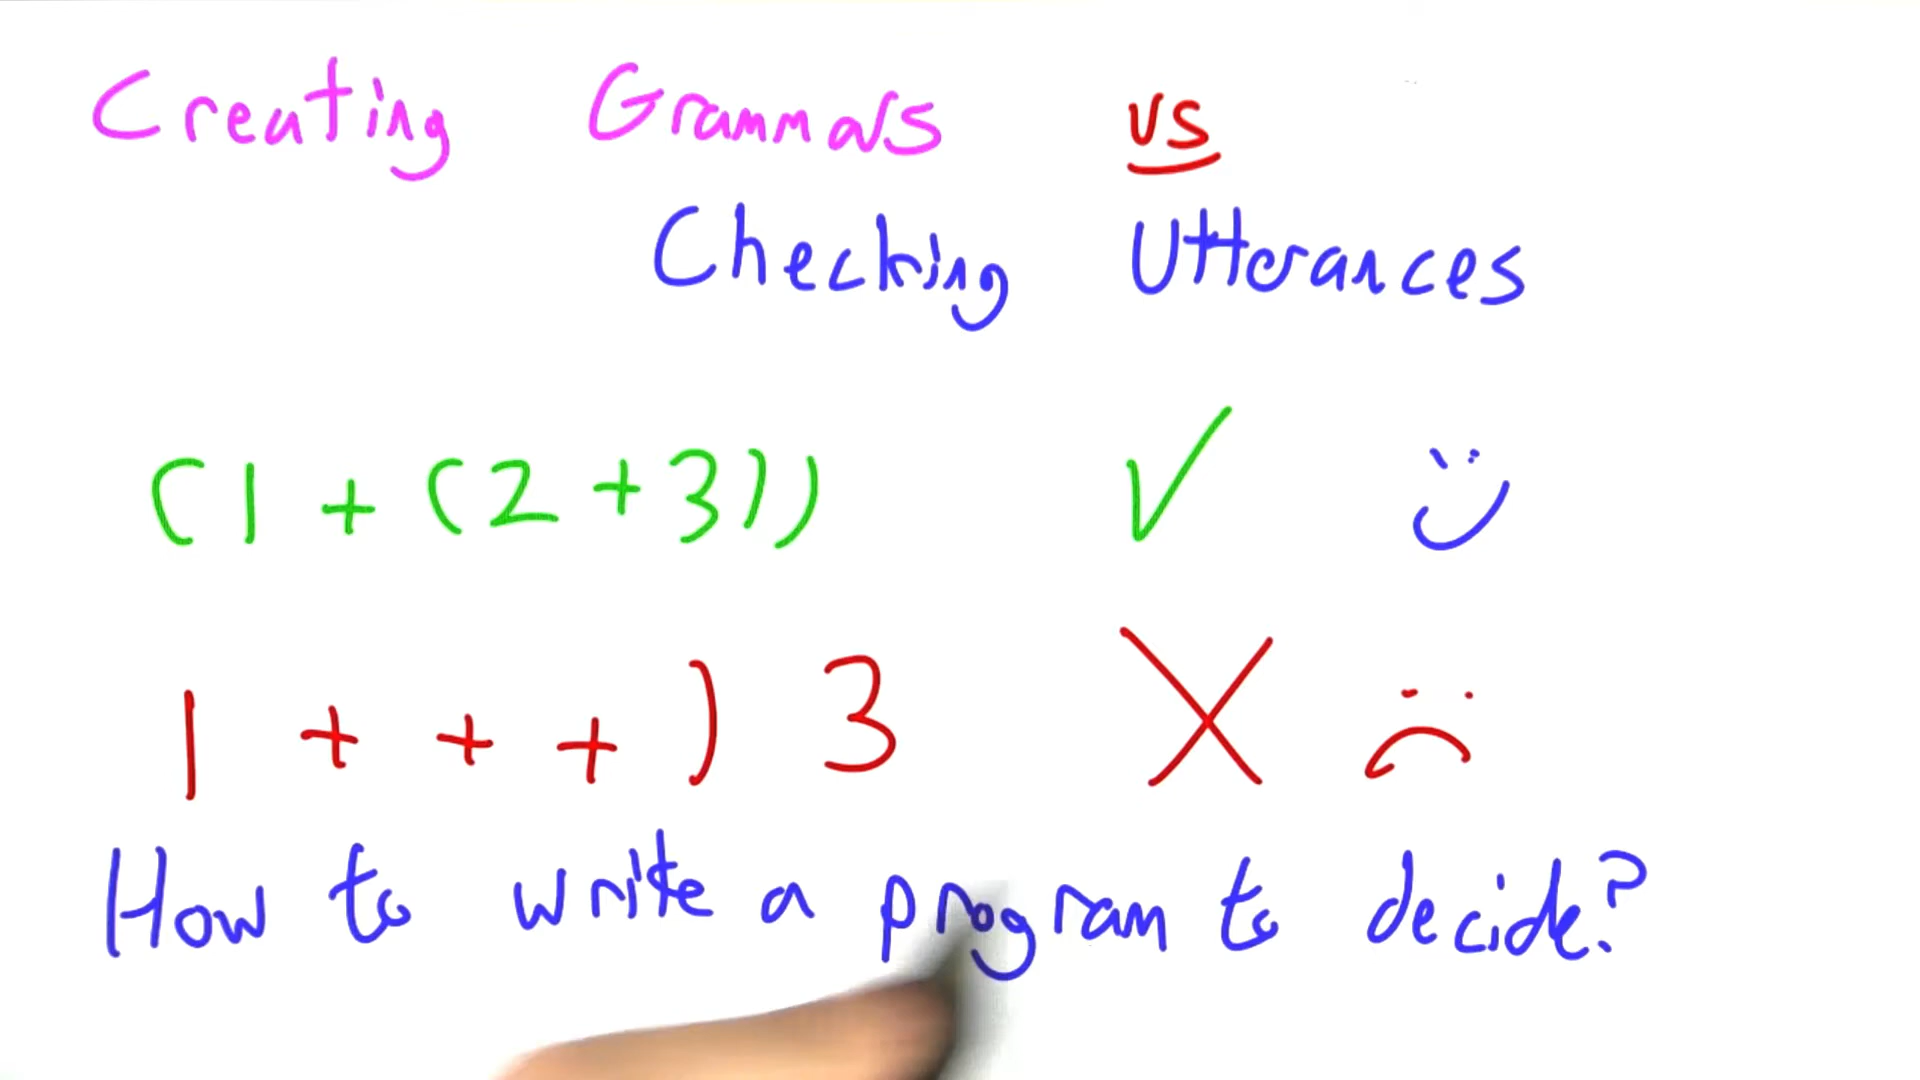 Creating Grammars vs
Checking Utterances
(1 + (2 + 3))
1 + + + ) 3
How to write a program to decide?